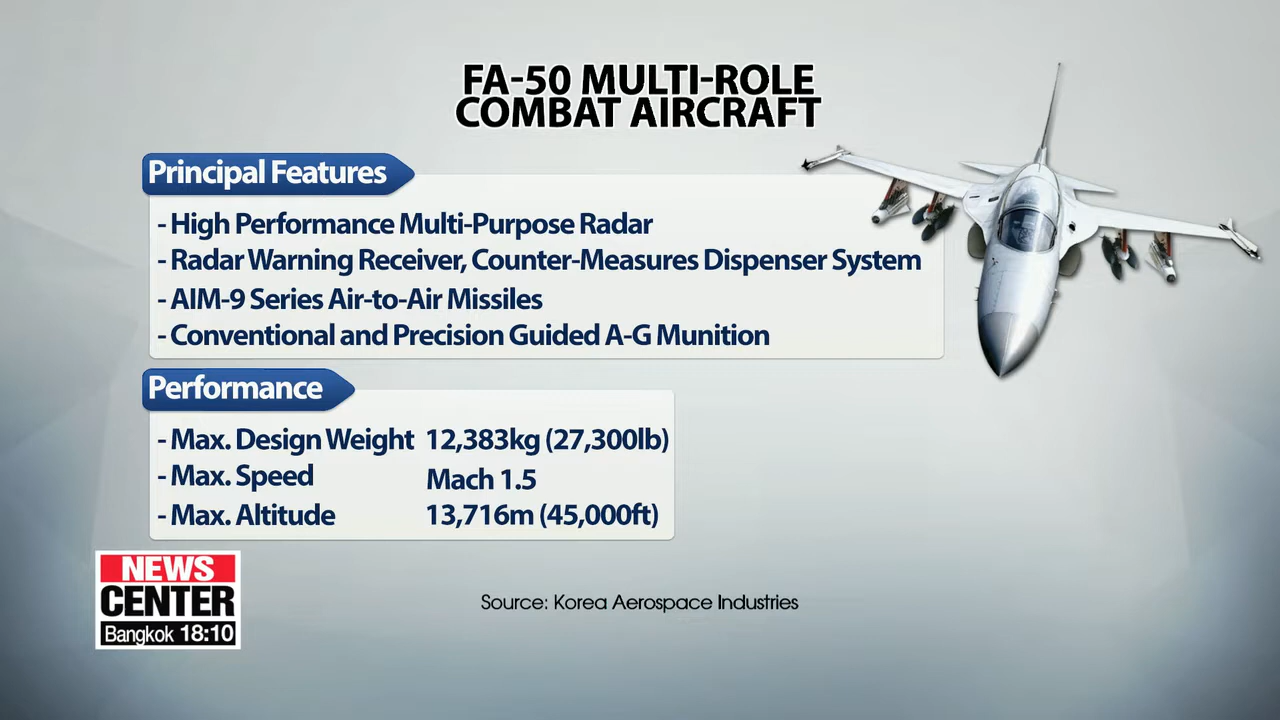 FA-50 MULTI-ROLE
COMBAT AIRCRAFT
Principal Features
- High Performance Multi-Purpose Radar
- Radar Warning Receiver, Counter-Measures Dispenser System
- AIM-9 Series Air-to-Air Missiles
- Conventional and Precision Guided A-G Munition
Performance
- Max. Design Weight 12,383kg (27,300lb)
- Max. Speed Mach 1.5
- Max. Altitude 13,716m (45,000ft)
NEWS
CENTER
Bangkok 18:10
Source: Korea Aerospace Industries